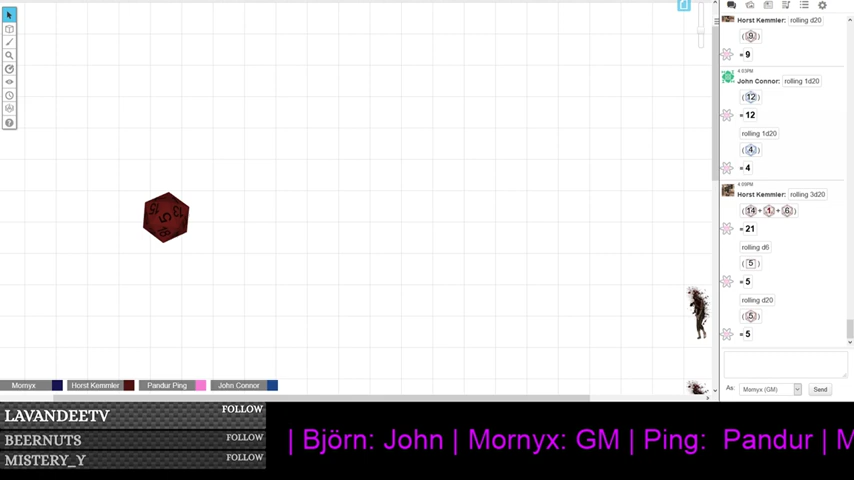 Horst Kemmler: rolling d20
(9)
= 9
4:03PM
John Connor: rolling 1d20
(12)
= 12
rolling 1d20
(4)
= 4
4:09PM
Horst Kemmler: rolling 3d20
(14+1+6)
= 21
rolling d6
(5)
= 5
rolling d20
(5)
= 5
15 13 5
Mornyx
Horst Kemmler
Pandur Ping
John Connor
As Mornyx (GM) Send
LAVANDEETV FOLLOW
BEERNUTS FOLLOW
MISTERY_Y FOLLOW
| Björn: John | Mornyx: GM | Ping: Pandur | M